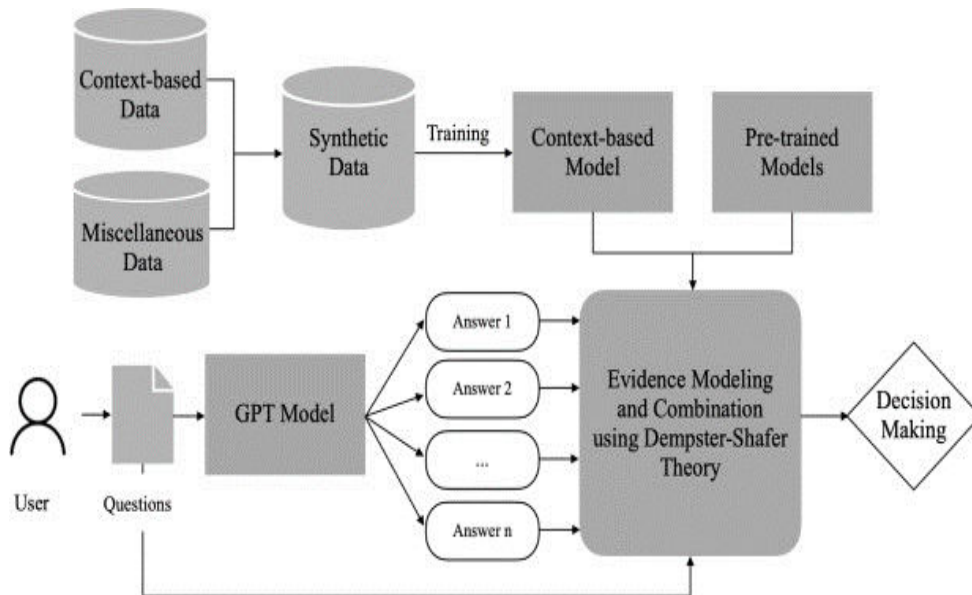 Context-based
Data
Miscellaneous
Data
Synthetic
Data
Training
Context-based
Model
Pre-trained
Models
User
Questions
GPT Model
Answer 1
Answer 2
...
Answer n
Evidence Modeling
and Combination
using Dempster-Shafer
Theory
Decision
Making